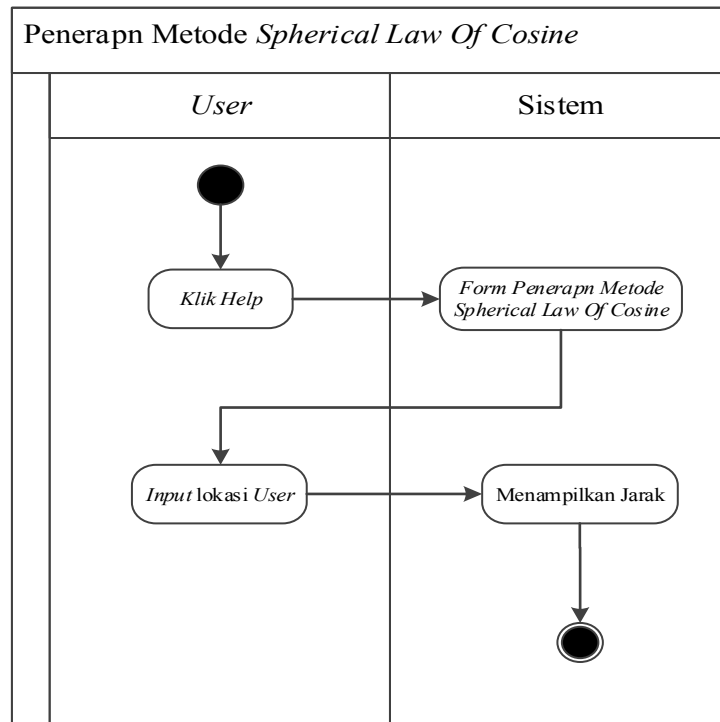 Penerapn Metode Spherical Law Of Cosine
User
Sistem
Klik Help
Form Penerapn Metode
Spherical Law Of Cosine
Input lokasi User
Menampilkan Jarak